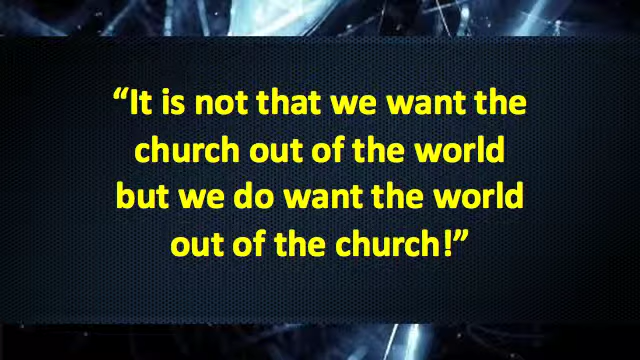 “It is not that we want the
church out of the world
but we do want the world
out of the church!”